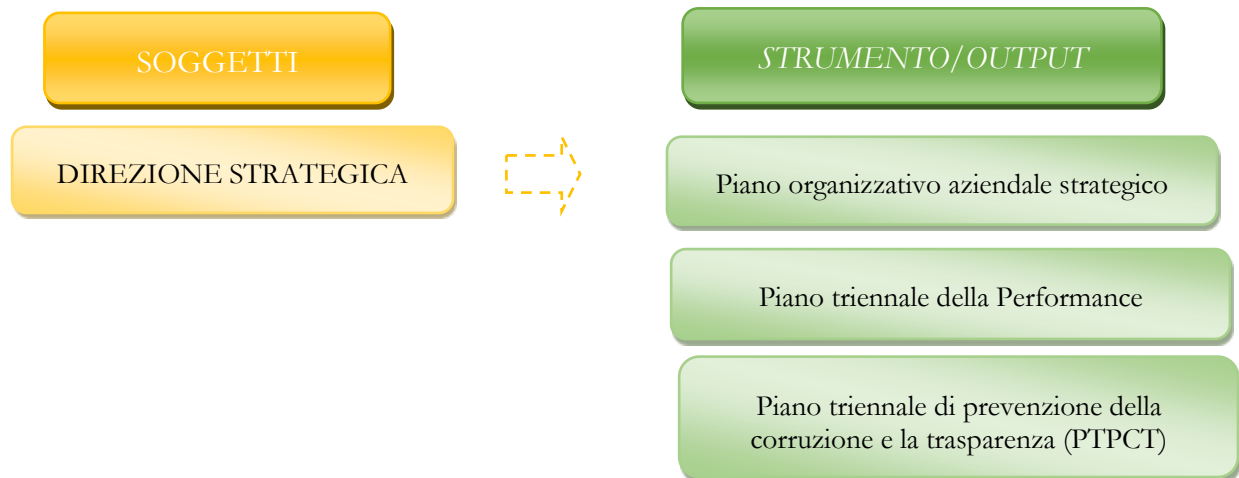 SOGGETTI
STRUMENTO/OUTPUT
DIREZIONE STRATEGICA
Piano organizzativo aziendale strategico
Piano triennale della Performance
Piano triennale di prevenzione della
corruzione e la trasparenza (PTPCT)